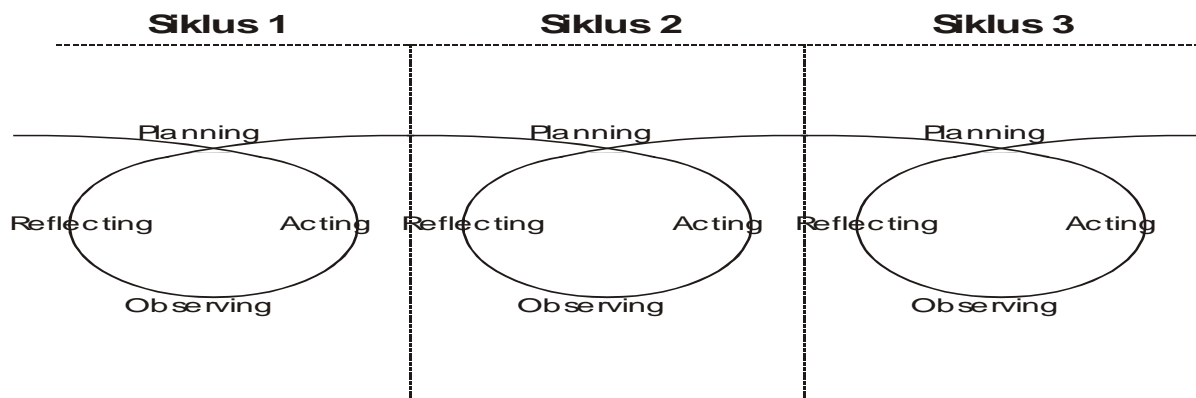 Siklus 1 Siklus 2 Siklus 3
Planning Planning Planning
Reflecting Acting Reflecting Acting Reflecting Acting
Observing Observing Observing